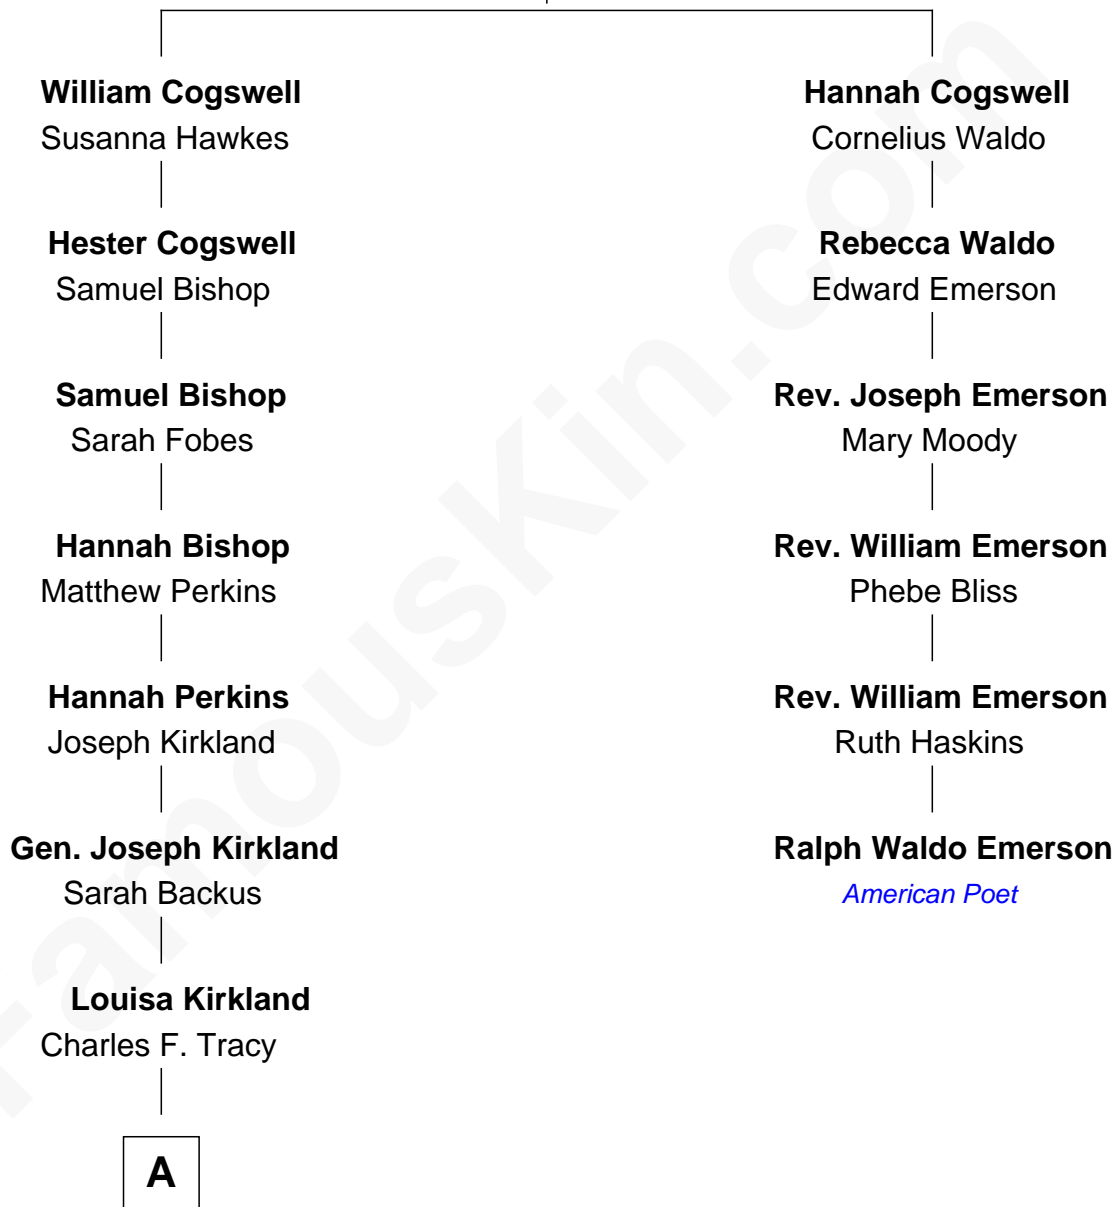 William Cogswell
Susanna Hawkes
Hester Cogswell
Samuel Bishop
Samuel Bishop
Sarah Fobes
Hannah Bishop
Matthew Perkins
Hannah Perkins
Joseph Kirkland
Gen. Joseph Kirkland
Sarah Backus
Louisa Kirkland
Charles F. Tracy
A
Hannah Cogswell
Cornelius Waldo
Rebecca Waldo
Edward Emerson
Rev. Joseph Emerson
Mary Moody
Rev. William Emerson
Phebe Bliss
Rev. William Emerson
Ruth Haskins
Ralph Waldo Emerson
American Poet
FamousKin.com